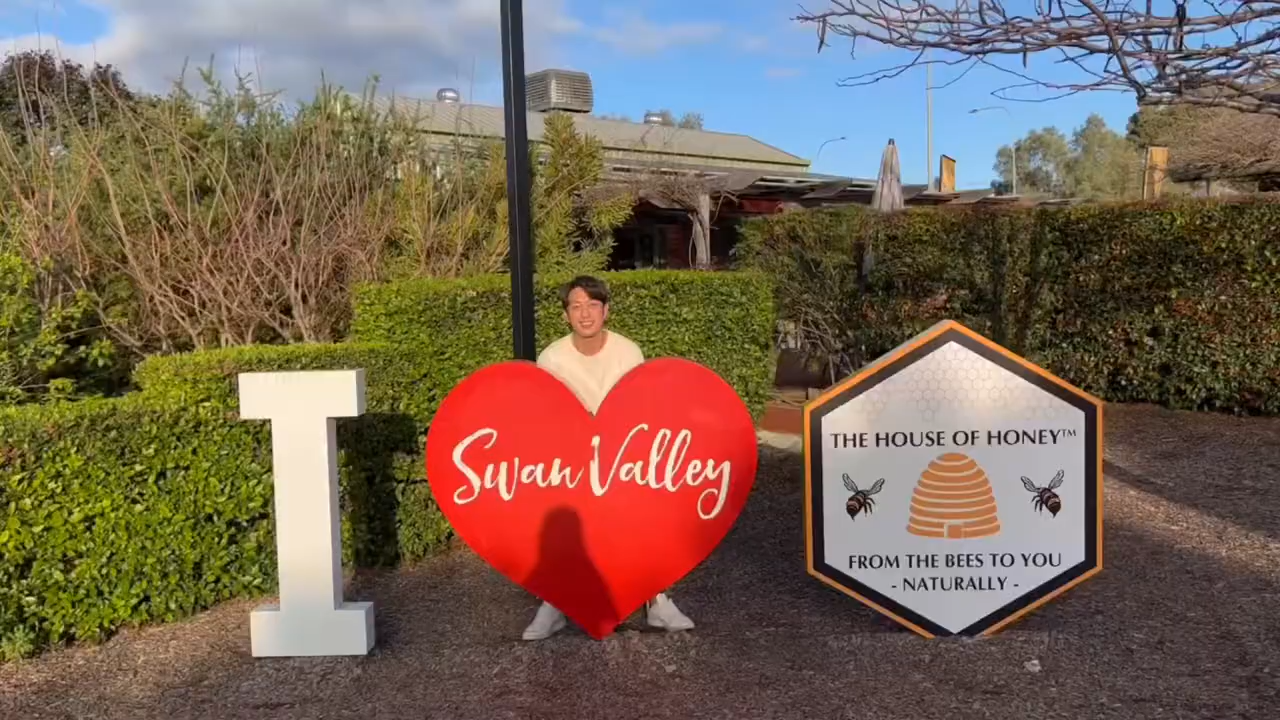 I
Swan Valley
THE HOUSE OF HONEY™
FROM THE BEES TO YOU
- NATURALLY -